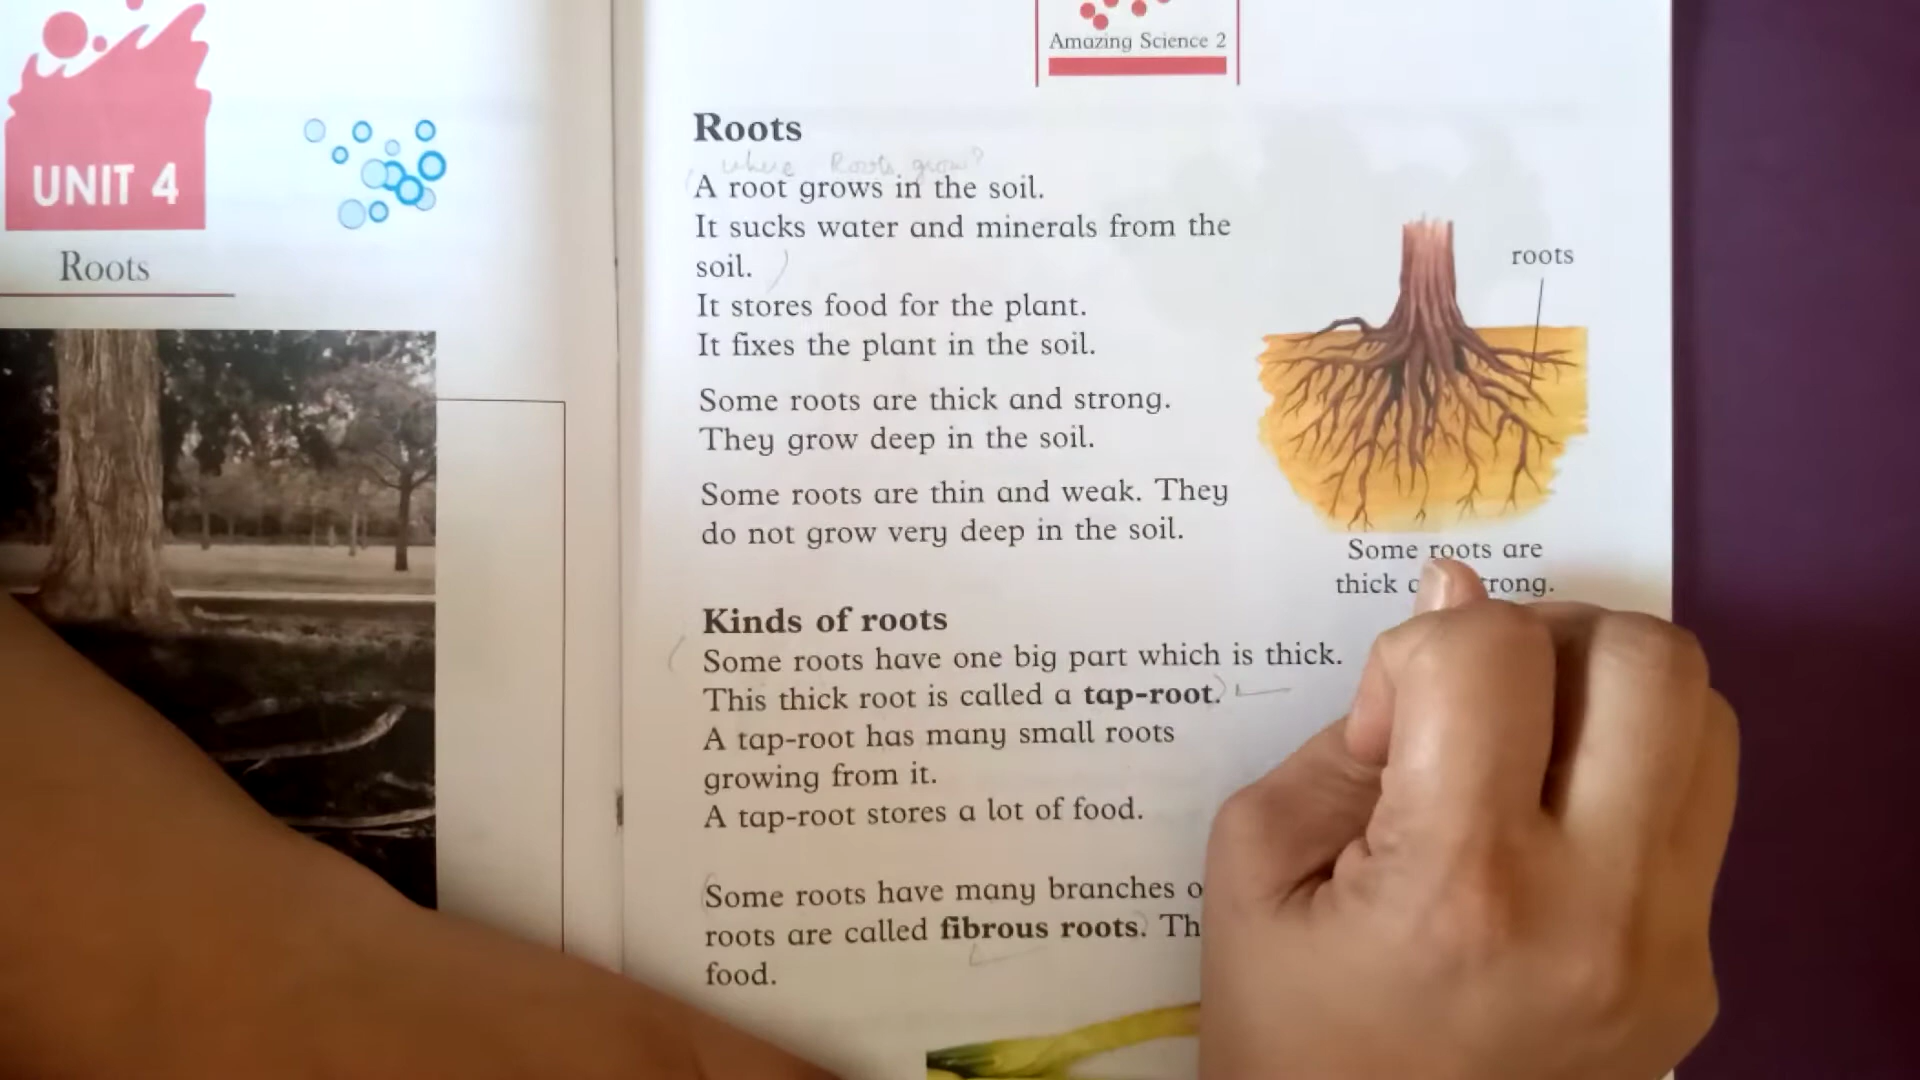 UNIT 4
Roots
Amazing Science 2
Roots
where Roots grow?
A root grows in the soil.
It sucks water and minerals from the
soil.
It stores food for the plant.
It fixes the plant in the soil.
Some roots are thick and strong.
They grow deep in the soil.
Some roots are thin and weak. They
do not grow very deep in the soil.
roots
Some roots are
thick
Kinds of roots
Some roots have one big part which is thick.
This thick root is called a tap-root.
A tap-root has many small roots
growing from it.
A tap-root stores a lot of food.
Some roots have many branches
roots are called fibrous roots.
food.